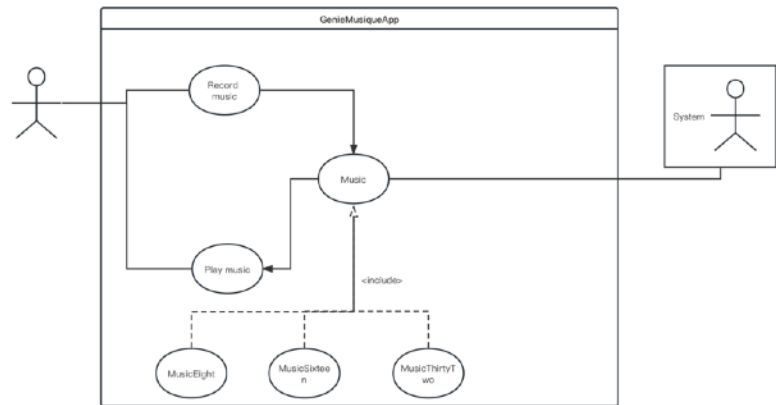 GenieMusiqueApp
Record
music
System
Music
Play music
<include>
MusicEight
MusicSixtee
n
MusicThirtyT
wo